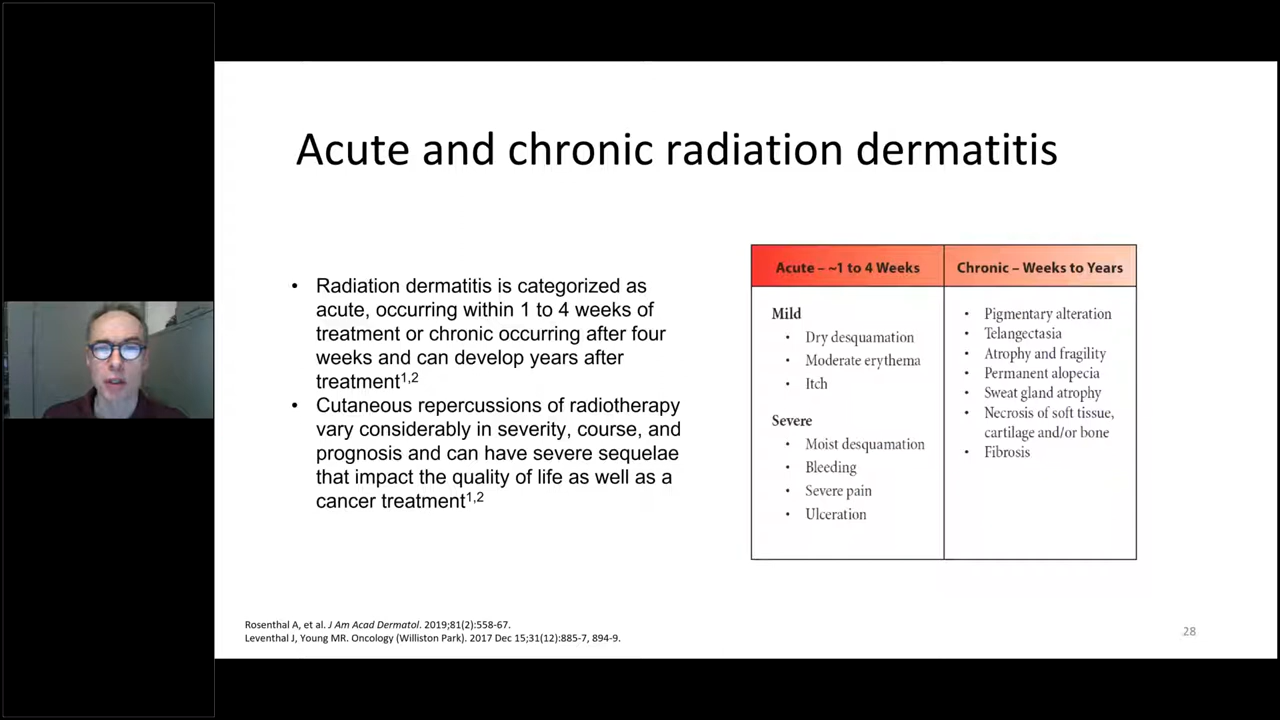 Acute and chronic radiation dermatitis
• Radiation dermatitis is categorized as
acute, occurring within 1 to 4 weeks of
treatment or chronic occurring after four
weeks and can develop years after
treatment1,2
• Cutaneous repercussions of radiotherapy
vary considerably in severity, course, and
prognosis and can have severe sequelae
that impact the quality of life as well as a
cancer treatment1,2
Acute – ~1 to 4 Weeks
Mild
• Dry desquamation
• Moderate erythema
• Itch
Severe
• Moist desquamation
• Bleeding
• Severe pain
• Ulceration
Chronic – Weeks to Years
• Pigmentary alteration
• Telangectasia
• Atrophy and fragility
• Permanent alopecia
• Sweat gland atrophy
• Necrosis of soft tissue,
cartilage and/or bone
• Fibrosis
Rosenthal A, et al. J Am Acad Dermatol. 2019;81(2):558-67.
Leventhal J, Young MR. Oncology (Williston Park). 2017 Dec 15;31(12):885-7, 894-9.
28